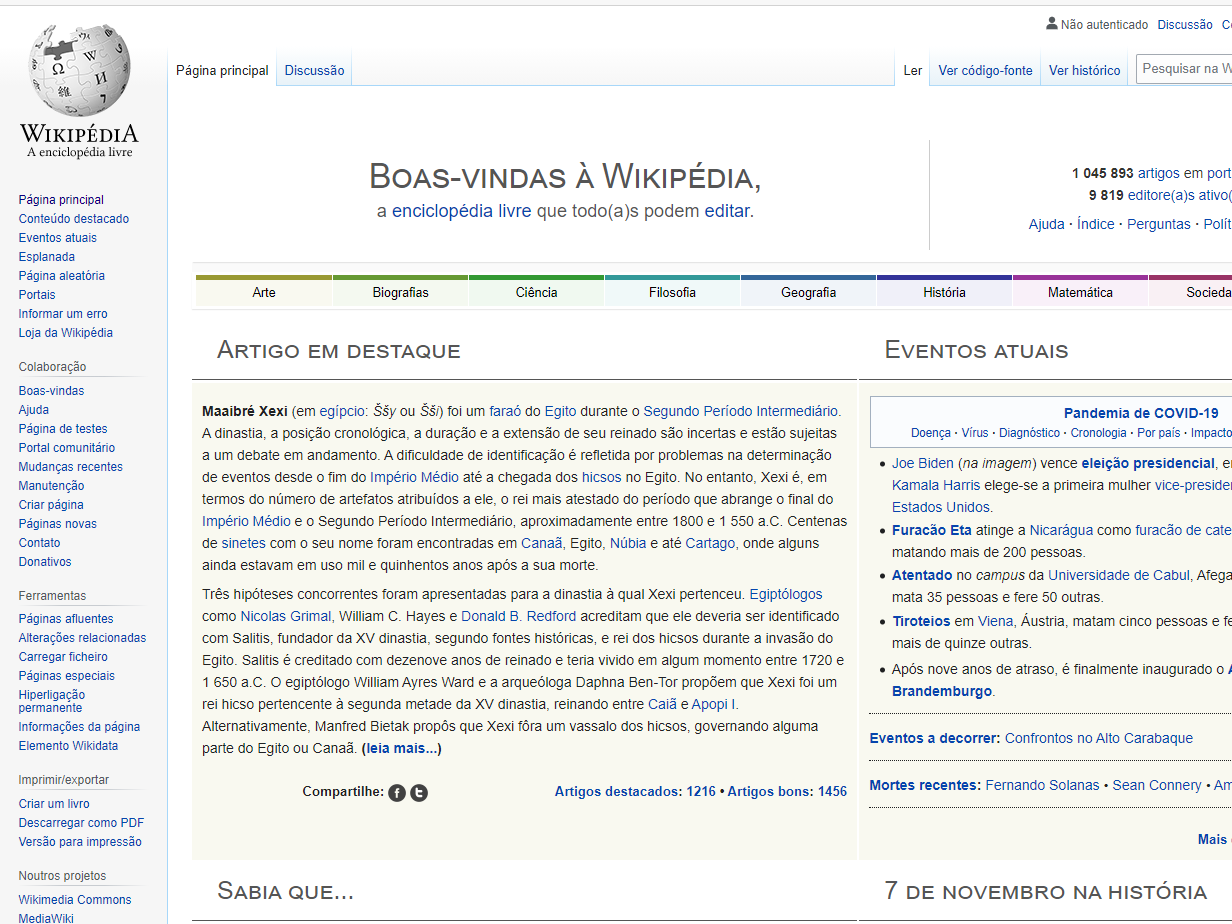 Não autenticado Discussão
Página principal Discussão Ler Ver código-fonte Ver histórico Pesquisar na
WIKIPÉDIA
A enciclopédia livre
Página principal
Conteúdo destacado
Eventos atuais
Esplanada
Página aleatória
Portais
Informar um erro
Loja da Wikipédia
Colaboração
Boas-vindas
Ajuda
Página de testes
Portal comunitário
Mudanças recentes
Manutenção
Criar página
Páginas novas
Contato
Donativos
Ferramentas
Páginas afluentes
Alterações relacionadas
Carregar ficheiro
Páginas especiais
Hiperligação
permanente
Informações da página
Elemento Wikidata
Imprimir/exportar
Criar um livro
Descarregar como PDF
Versão para impressão
Noutros projetos
Wikimedia Commons
MediaWiki
Boas-vindas à Wikipédia,
a enciclopédia livre que todo(a)s podem editar.
1 045 893 artigos em port
9 819 editore(a)s ativo(
Ajuda · Índice · Perguntas · Polít
Arte Biografias Ciência Filosofia Geografia História Matemática Socieda
Artigo em destaque
Maaibré Xexi (em egípcio: Ššy ou Šši) foi um faraó do Egito durante o Segundo Período Intermediário.
A dinastia, a posição cronológica, a duração e a extensão de seu reinado são incertas e estão sujeitas
a um debate em andamento. A dificuldade de identificação é refletida por problemas na determinação
de eventos desde o fim do Império Médio até a chegada dos hicsos no Egito. No entanto, Xexi é, em
termos do número de artefatos atribuídos a ele, o rei mais atestado do período que abrange o final do
Império Médio e o Segundo Período Intermediário, aproximadamente entre 1800 e 1 550 a.C. Centenas
de sinetes com o seu nome foram encontradas em Canaã, Egito, Núbia e até Cartago, onde alguns
ainda estavam em uso mil e quinhentos anos após a sua morte.
Três hipóteses concorrentes foram apresentadas para a dinastia à qual Xexi pertenceu. Egiptólogos
como Nicolas Grimal, William C. Hayes e Donald B. Redford acreditam que ele deveria ser identificado
com Salitis, fundador da XV dinastia, segundo fontes históricas, e rei dos hicsos durante a invasão do
Egito. Salitis é creditado com dezenove anos de reinado e teria vivido em algum momento entre 1720 e
1 650 a.C. O egiptólogo William Ayres Ward e a arqueóloga Daphna Ben-Tor propõem que Xexi foi um
rei hicso pertencente à segunda metade da XV dinastia, reinando entre Caiã e Apopi I.
Alternativamente, Manfred Bietak propôs que Xexi fôra um vassalo dos hicsos, governando alguma
parte do Egito ou Canaã. (leia mais...)
Compartilhe: Artigos destacados: 1216 • Artigos bons: 1456
Eventos atuais
Pandemia de COVID-19
Doença · Vírus · Diagnóstico · Cronologia · Por país · Impacto
• Joe Biden (na imagem) vence eleição presidencial, e
Kamala Harris elege-se a primeira mulher vice-preside
Estados Unidos.
• Furacão Eta atinge a Nicarágua como furacão de cate
matando mais de 200 pessoas.
• Atentado no campus da Universidade de Cabul, Afega
mata 35 pessoas e fere 50 outras.
• Tiroteios em Viena, Áustria, matam cinco pessoas e fe
mais de quinze outras.
• Após nove anos de atraso, é finalmente inaugurado o A
Brandemburgo.
Eventos a decorrer: Confrontos no Alto Carabaque
Mortes recentes: Fernando Solanas • Sean Connery • Am
Mais
Sabia que...
7 de novembro na história